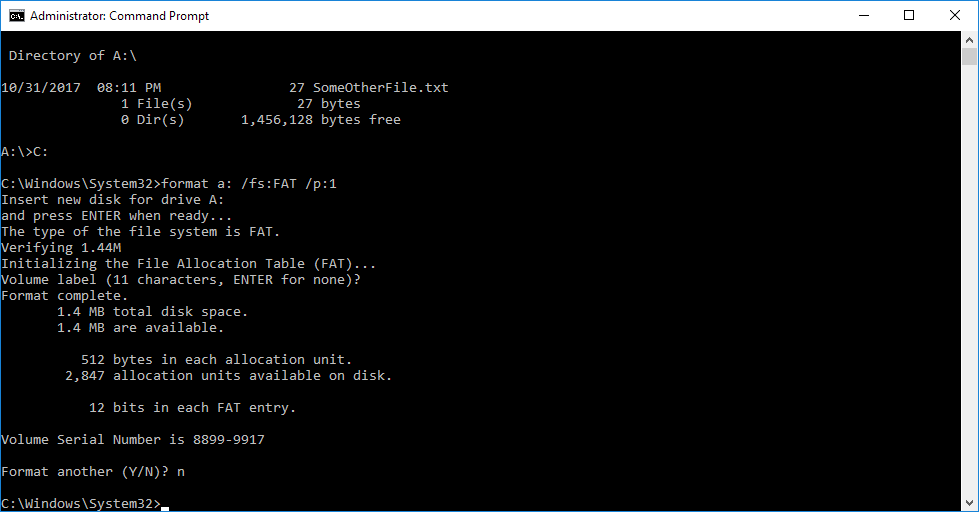 Administrator: Command Prompt
Directory of A:\
10/31/2017  08:11 PM                27 SomeOtherFile.txt
               1 File(s)             27 bytes
               0 Dir(s)       1,456,128 bytes free
A:\>C:
C:\Windows\System32>format a: /fs:FAT /p:1
Insert new disk for drive A:
and press ENTER when ready...
The type of the file system is FAT.
Verifying 1.44M
Initializing the File Allocation Table (FAT)...
Volume label (11 characters, ENTER for none)?
Format complete.
       1.4 MB total disk space.
       1.4 MB are available.
          512 bytes in each allocation unit.
        2,847 allocation units available on disk.
           12 bits in each FAT entry.
Volume Serial Number is 8899-9917
Format another (Y/N)? n
C:\Windows\System32>